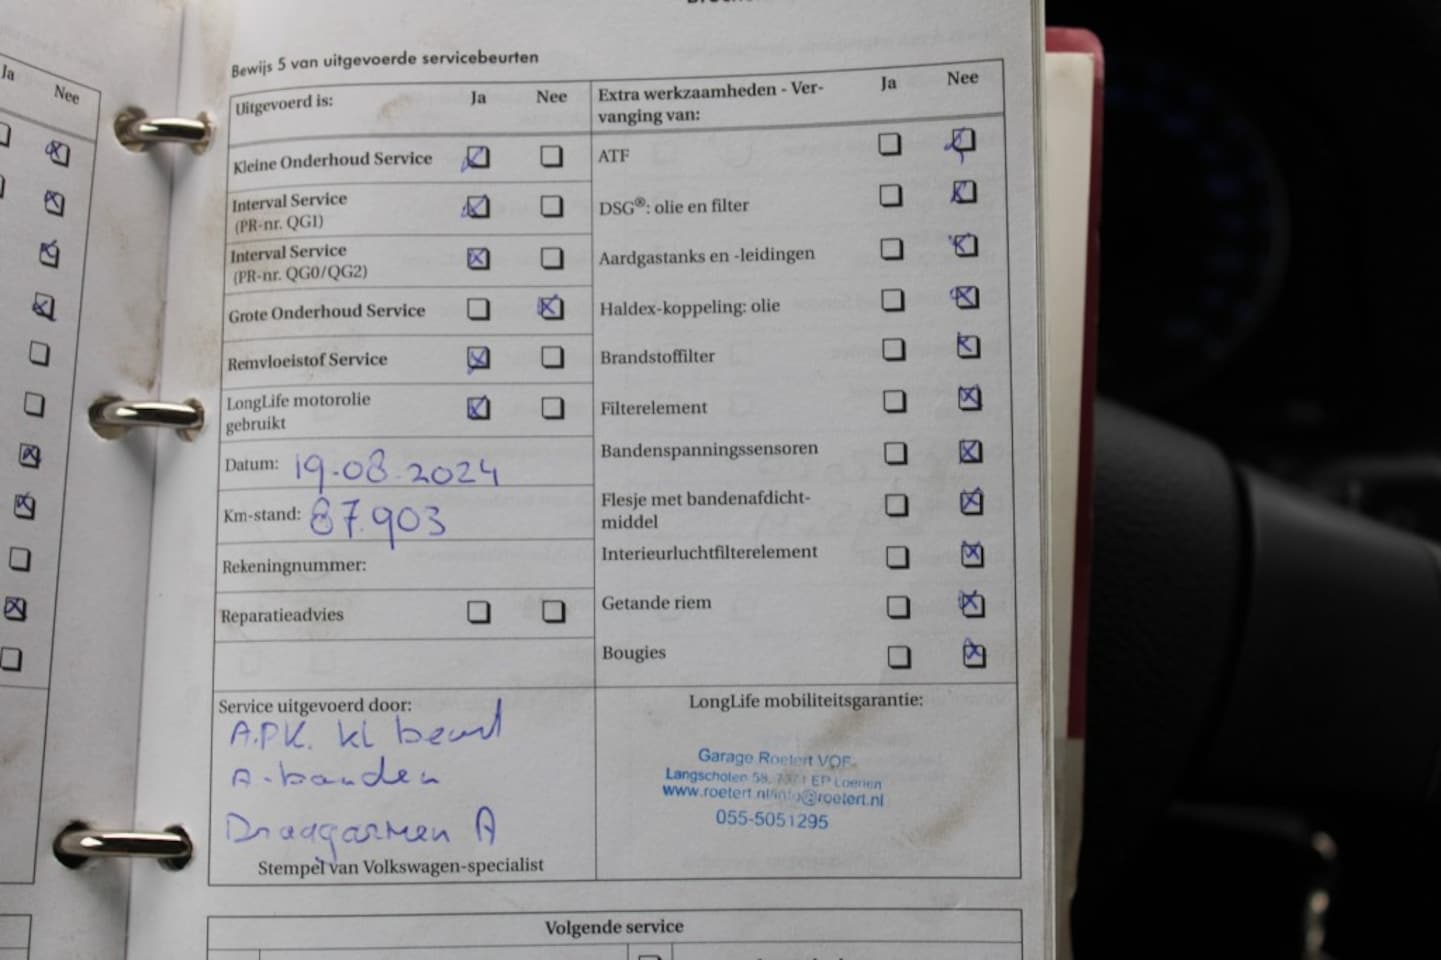 Ja
Nee
Bewijs 5 van uitgevoerde servicebeurten
Uitgevoerd is: Ja Nee
Kleine Onderhoud Service
Interval Service
(PR-nr. QG1)
Interval Service
(PR-nr. QG0/QG2)
Grote Onderhoud Service
Remvloeistof Service
LongLife motorolie
gebruikt
Datum: 19-08-2024
Km-stand: 87.903
Rekeningnummer:
Reparatieadvies
Extra werkzaamheden - Ver-
vanging van: Ja Nee
ATF
DSG®: olie en filter
Aardgastanks en -leidingen
Haldex-koppeling: olie
Brandstoffilter
Filterelement
Bandenspanningssensoren
Flesje met bandenafdicht-
middel
Interieurluchtfilterelement
Getande riem
Bougies
Service uitgevoerd door:
A.P.K. kl beurt
A-banden
Draagarmen A
Stempel van Volkswagen-specialist
LongLife mobiliteitsgarantie:
Garage Roetert VOF
Langscholen 58, 7371 EP Loenen
www.roetert.nl/info@roetert.nl
055-5051295
Volgende service